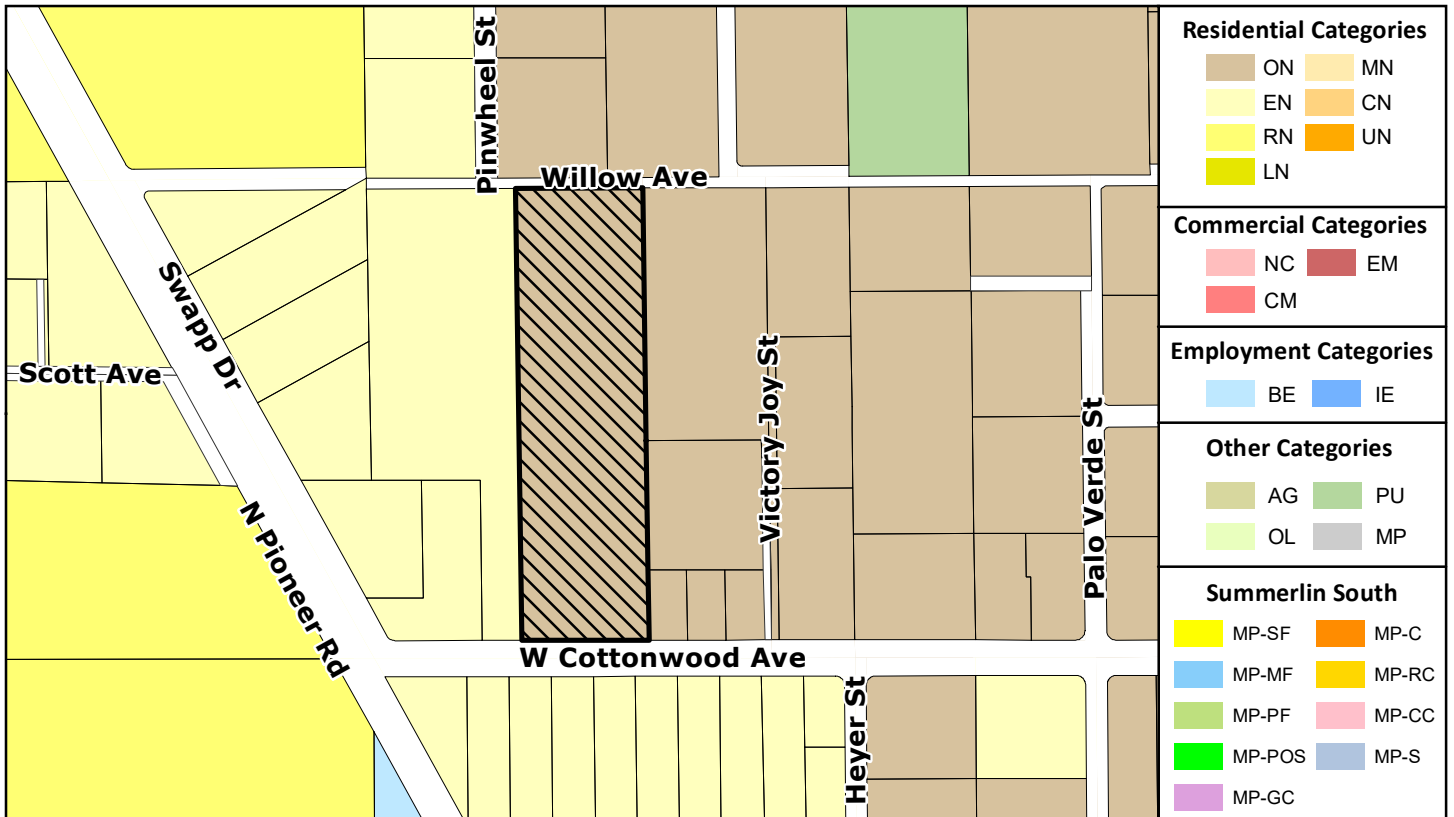 Pinwheel St
Willow Ave
Swapp Dr
Scott Ave
Victory Joy St
Palo Verde St
N Pioneer Rd
W Cottonwood Ave
Heyer St
Residential Categories
ON MN
EN CN
RN UN
LN
Commercial Categories
NC EM
CM
Employment Categories
BE IE
Other Categories
AG PU
OL MP
Summerlin South
MP-SF MP-C
MP-MF MP-RC
MP-PF MP-CC
MP-POS MP-S
MP-GC